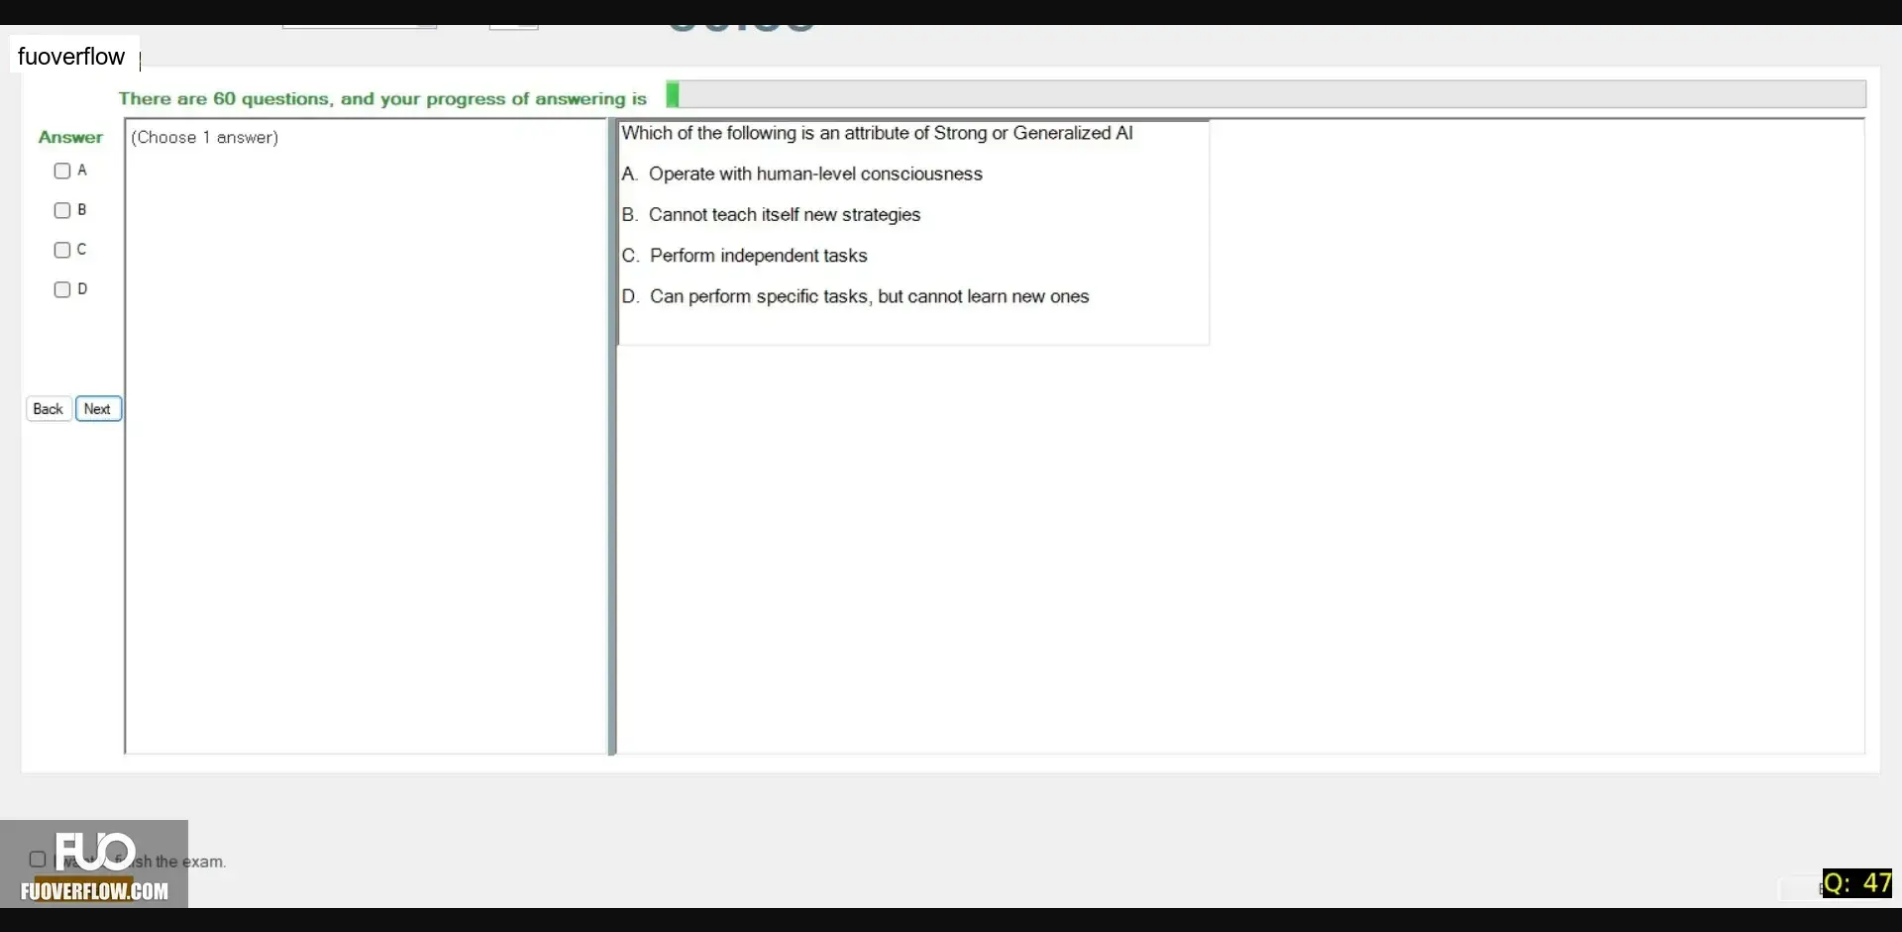 fuoverflow
There are 60 questions, and your progress of answering is
Answer
(Choose 1 answer)
A
B
C
D
Back
Next
Which of the following is an attribute of Strong or Generalized AI
A. Operate with human-level consciousness
B. Cannot teach itself new strategies
C. Perform independent tasks
D. Can perform specific tasks, but cannot learn new ones
FUO
the exam.
FUOVERFLOW.COM
Q: 47